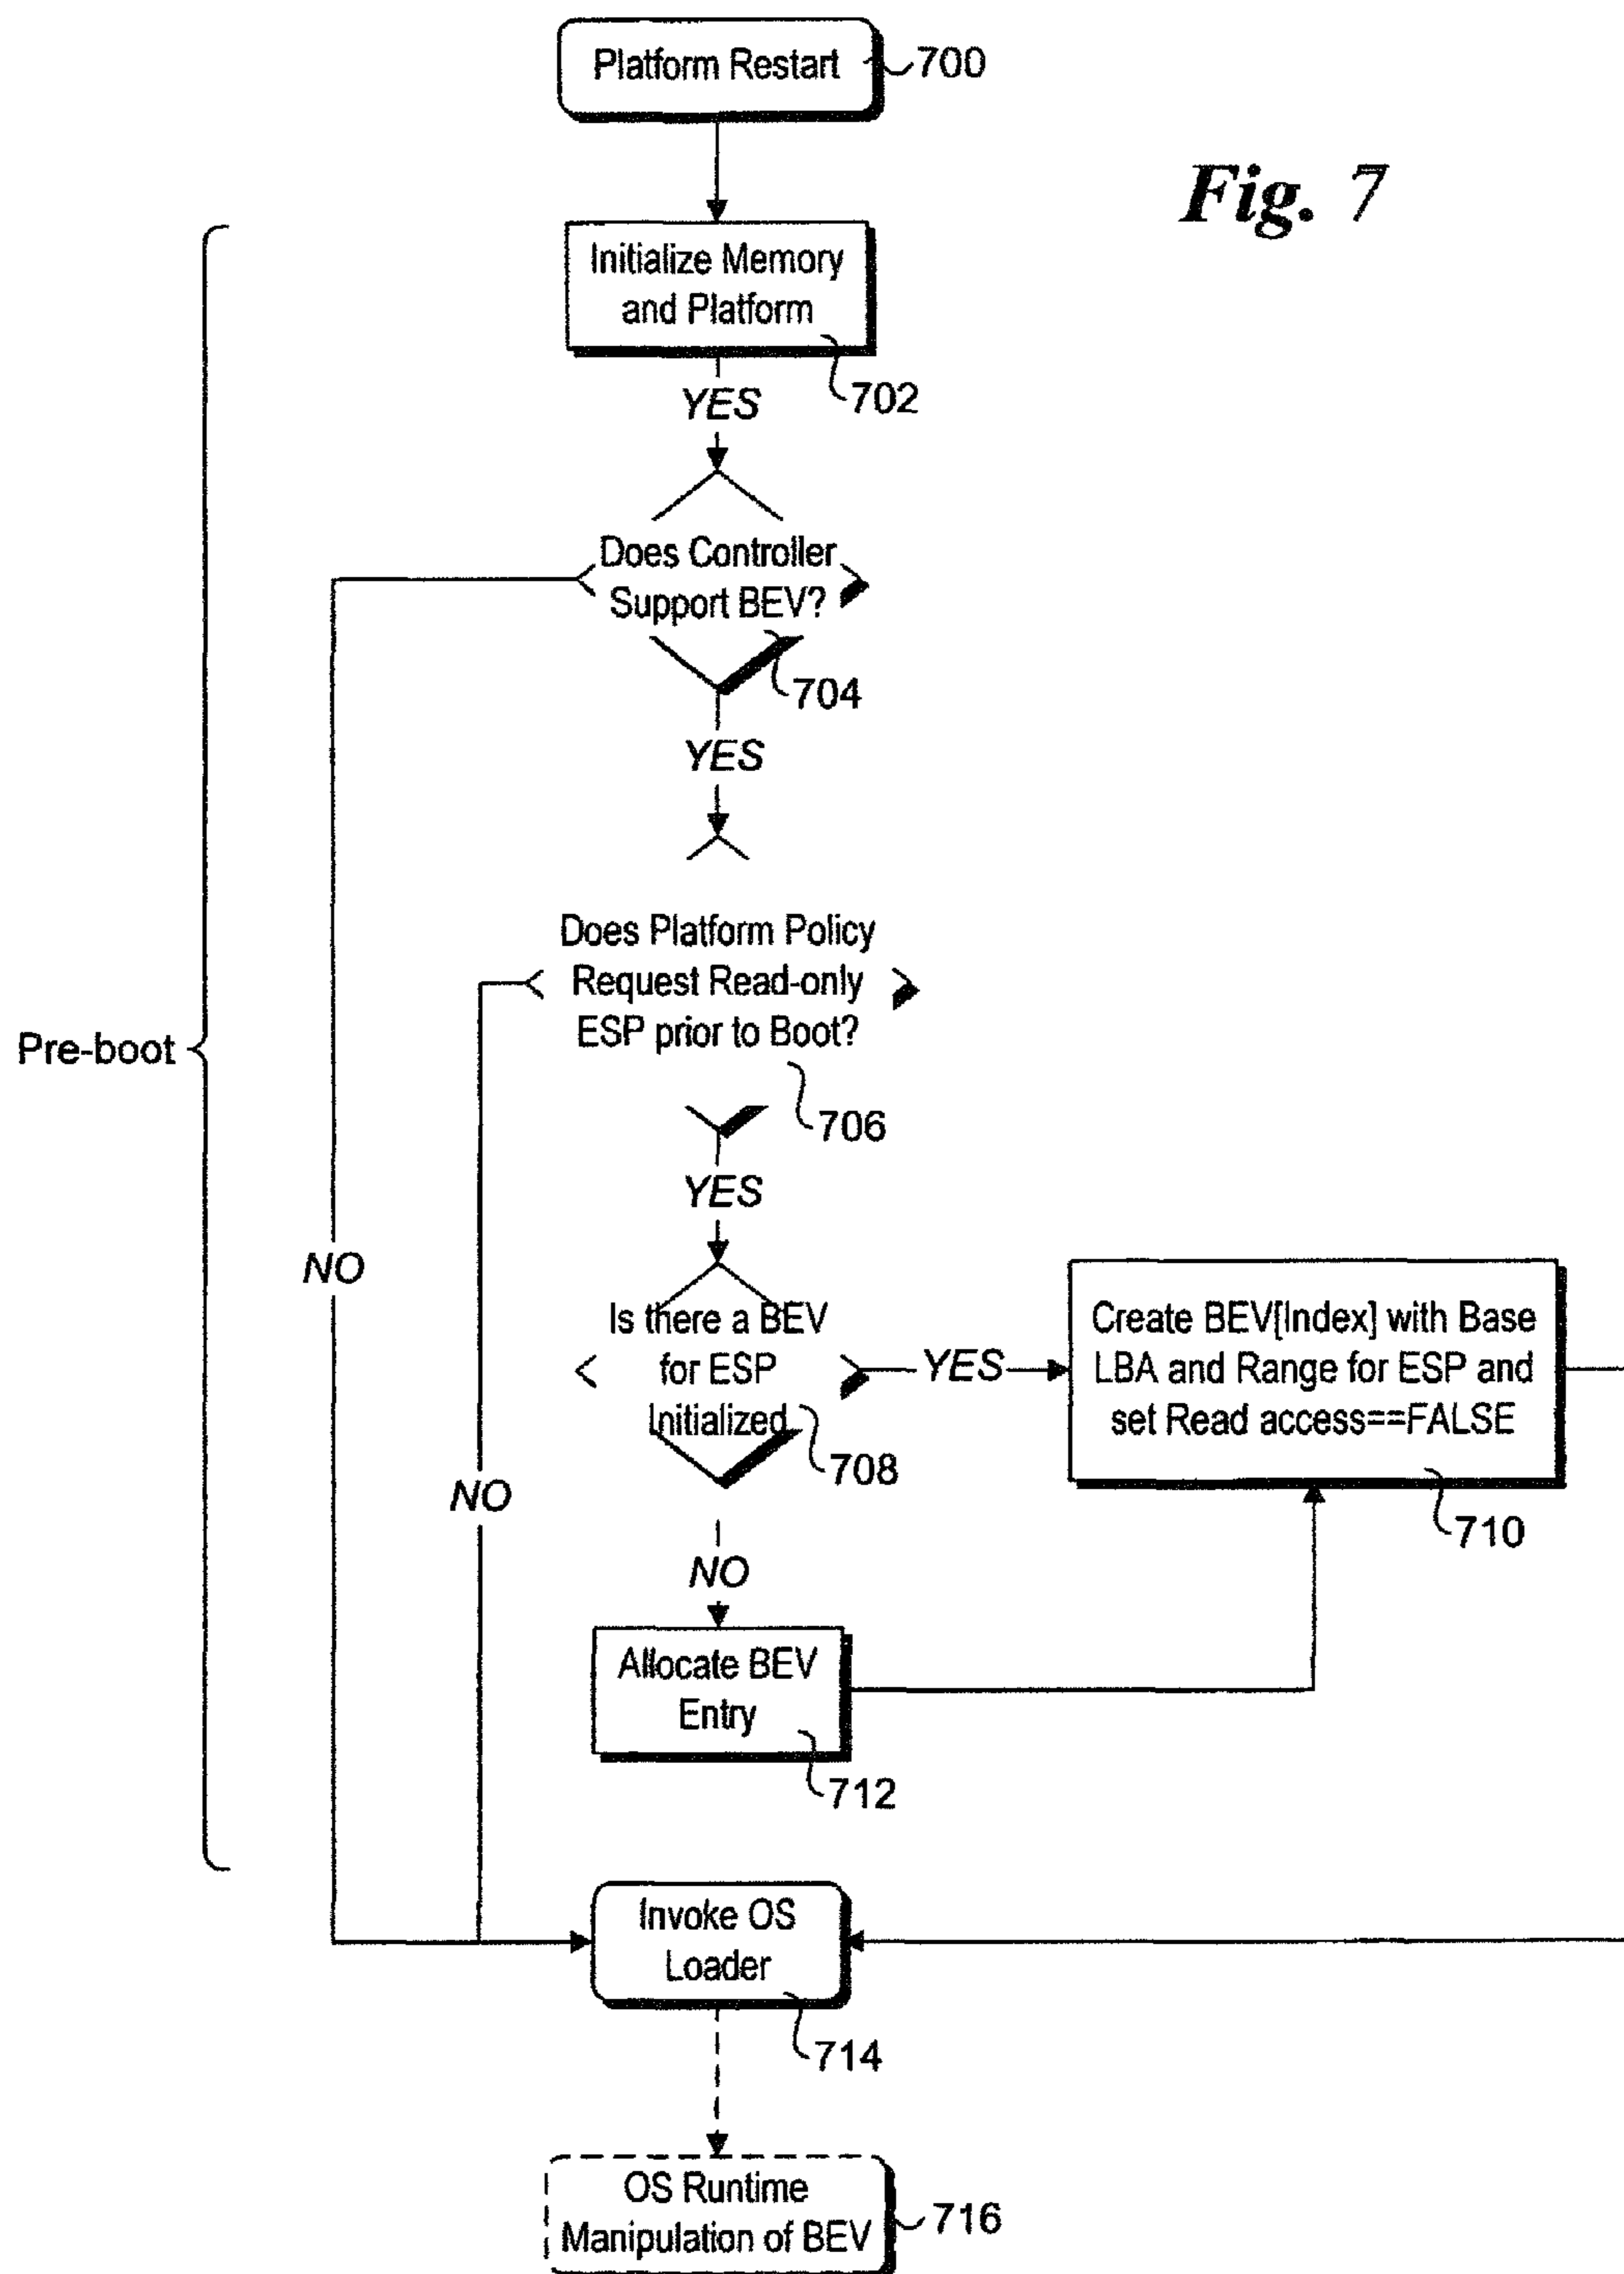 Platform Restart
700
Fig. 7
Initialize Memory
and Platform
702
YES
Does Controller
Support BEV?
704
YES
Does Platform Policy
Request Read-only
ESP prior to Boot?
706
Pre-boot
YES
NO
Is there a BEV
for ESP
Initialized
708
YES
Create BEV[Index] with Base
LBA and Range for ESP and
set Read access==FALSE
710
NO
NO
Allocate BEV
Entry
712
Invoke OS
Loader
714
OS Runtime
Manipulation of BEV
716